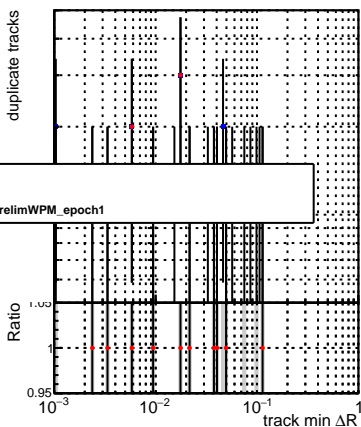 duplicate tracks
relimWPM_epoch1
Ratio
1.05
1
0.95
10⁻³
10⁻²
10⁻¹
1
track min ΔR